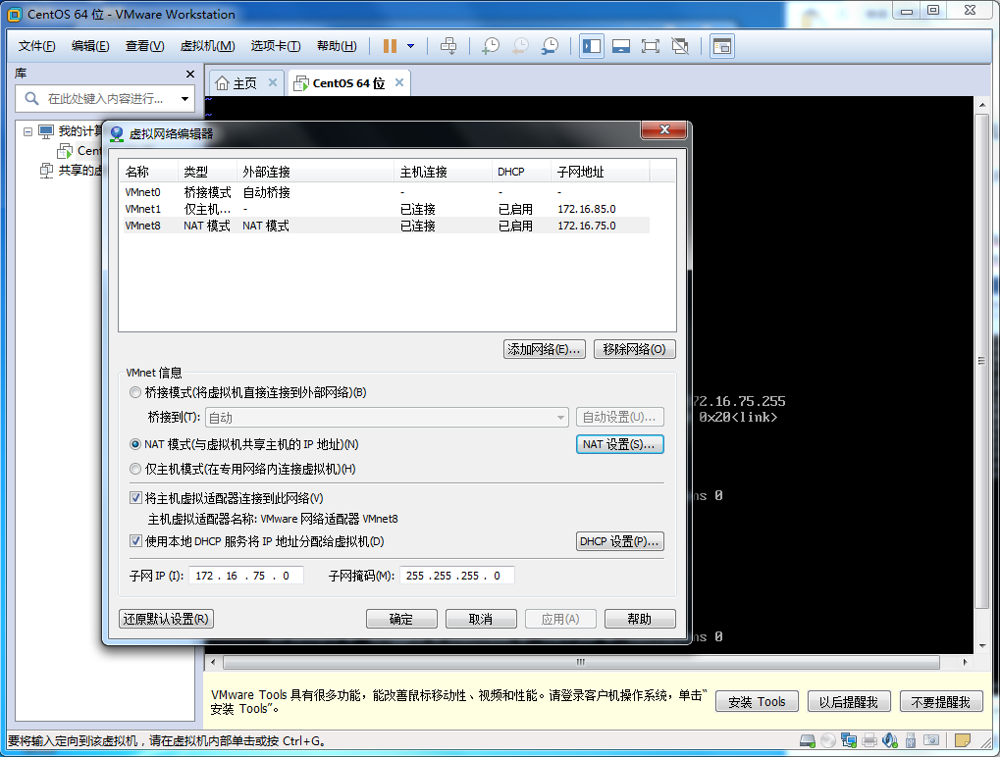 CentOS 64 位 - VMware Workstation
文件(F) 编辑(E) 查看(V) 虚拟机(M) 选项卡(T) 帮助(H)
库
在此处键入内容进行...
主页
CentOS 64 位
我的计算
Cent
共享的虚
~
~
虚拟网络编辑器
名称 类型 外部连接 主机连接 DHCP 子网地址
VMnet0 桥接模式 自动桥接 - - -
VMnet1 仅主机... - 已连接 已启用 172.16.85.0
VMnet8 NAT 模式 NAT 模式 已连接 已启用 172.16.75.0
添加网络(E)... 移除网络(O)
VMnet 信息
桥接模式(将虚拟机直接连接到外部网络)(B)
桥接到(T): 自动 自动设置(U)...
NAT 模式(与虚拟机共享主机的 IP 地址)(N) NAT 设置(S)...
仅主机模式(在专用网络内连接虚拟机)(H)
将主机虚拟适配器连接到此网络(V)
主机虚拟适配器名称: VMware 网络适配器 VMnet8
使用本地 DHCP 服务将 IP 地址分配给虚拟机(D) DHCP 设置(P)...
子网 IP (I): 172 . 16 . 75 . 0 子网掩码(M): 255 .255 .255 . 0
还原默认设置(R) 确定 取消 应用(A) 帮助
72.16.75.255
0x20<link>
ns 0
ns 0
VMware Tools 具有很多功能，能改善鼠标移动性、视频和性能。请登录客户机操作系统，单击“
安装 Tools”。
安装 Tools 以后提醒我 不要提醒我
要将输入定向到该虚拟机，请在虚拟机内部单击或按 Ctrl+G。